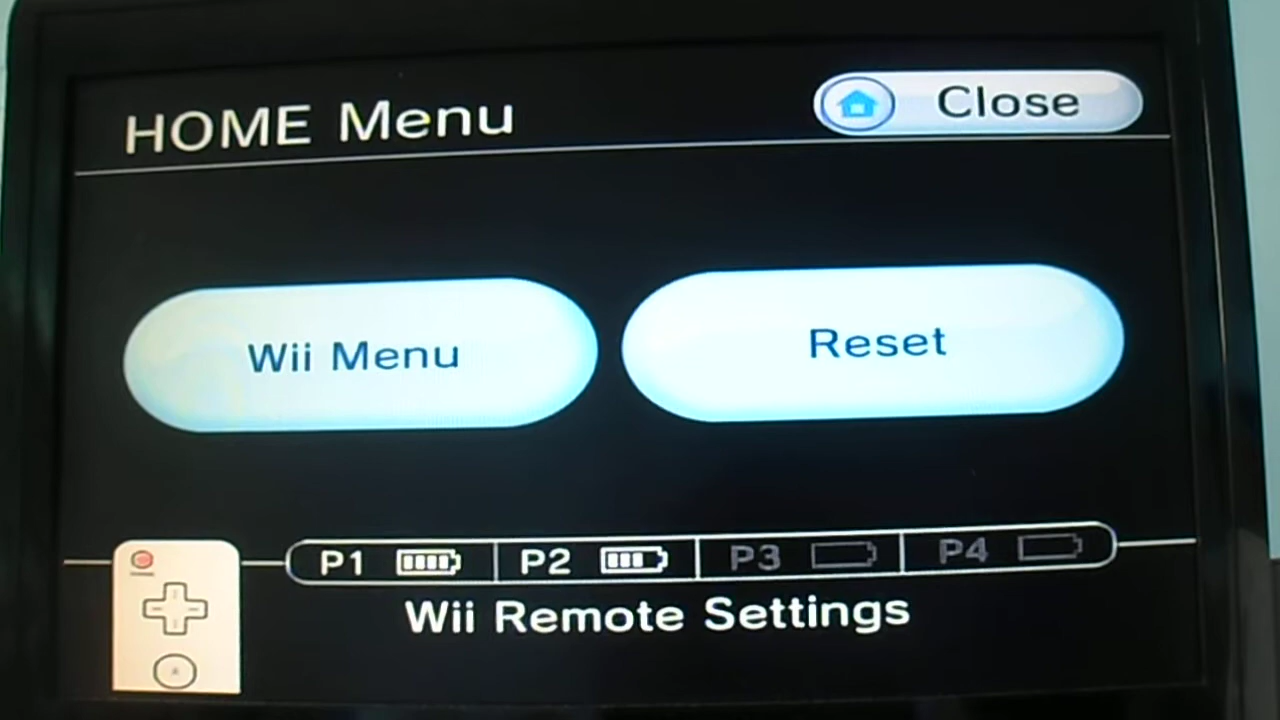 HOME Menu
Close
Wii Menu
Reset
P1 P2 P3 P4
Wii Remote Settings